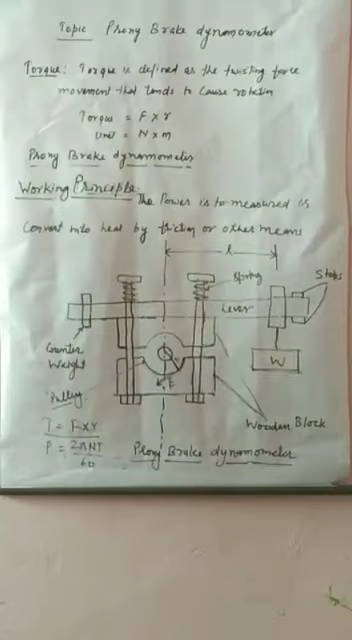 Topic Prony Brake dynamometer
Torque: Torque is defined as the twisting force
movement that tends to cause rotation
Torque = F x r
Unit = N x m
Prony Brake dynamometer
Working Principle The Power is to measured is
Convert into heat by friction or other means
l
Spring
Stops
Lever
Counter
Weight
W
Pulley
F
Wooden Block
T = F x r
P = 2πNT
60
Prony Brake dynamometer